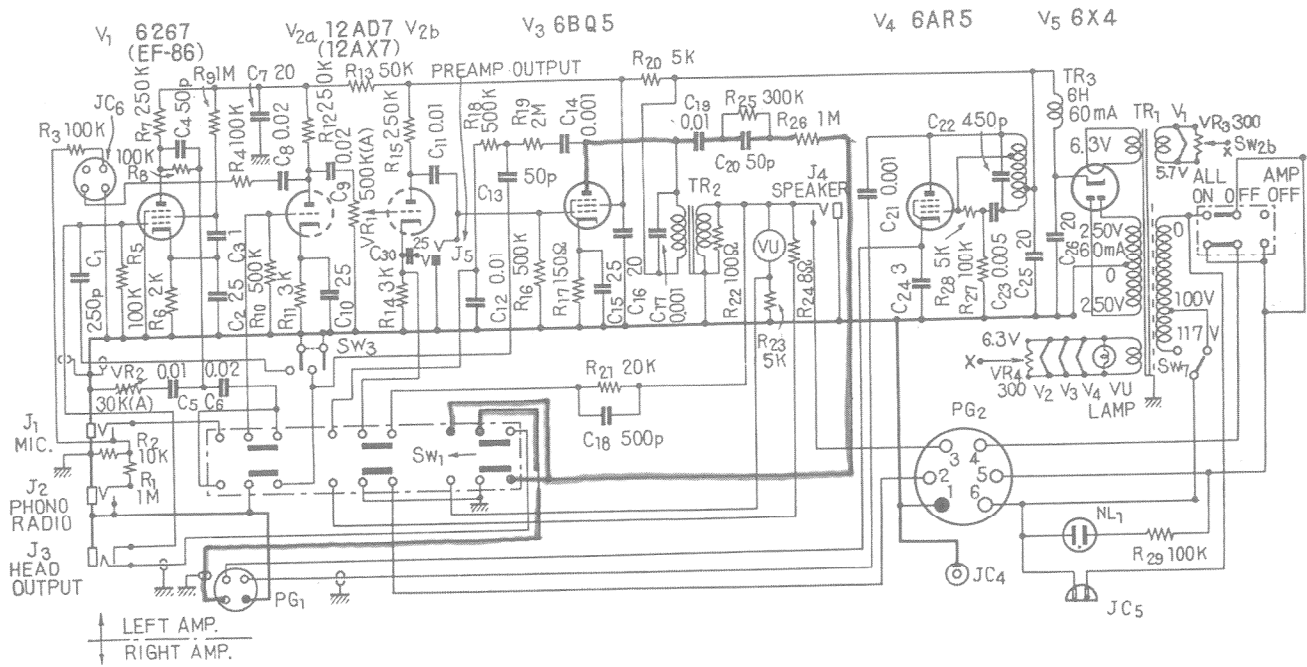 V1 6267
(EF-86)
V2a 12AD7 V2b
(12AX7)
V3 6BQ5
V4 6AR5
V5 6X4
JC6
R3 100K
R7 250K
C4 50p
R9 1M
C7 20
R4 100K
C8 0.02
R12 250K
R13 50K
PREAMP OUTPUT
R18 500K
R19 2M
C14 0.001
R20 5K
C19 0.01
R25 300K
R26 1M
C20 50p
C22 450p
TR3
6H
60mA
TR1
V1
VR3 300
X
SW2b
6.3V
5.7V
ALL
ON OFF
AMP
OFF
100K
R8
C9 0.02
VR1 500K(A)
R15 250K
C11 0.01
C13
50p
TR2
J4
SPEAKER
V
VU
C21 0.001
C1
250p
R5
100K
R6 2K
C3 1
C2 25
R10 500K
R11 3K
C10 25
C30
25
V
V
J5
R14 3K
C12 0.01
R16 500K
R17 150Ω
C15 25
C16 20
C17
0.001
R22 100Ω
R23
5K
R24 8Ω
C24 3
R28 5K
R27 100K
C23 0.005
C25 20
C26 20
250V
60mA
0
250V
0
100V
117 V
SW7
SW3
VR2
30K(A)
0.01
C5
0.02
C6
R21 20K
C18 500p
6.3V
X
VR4
300
V2
V3
V4
VU
LAMP
J1
MIC.
V
R2
10K
R1
1M
J2
PHONO
RADIO
V
J3
HEAD
OUTPUT
SW1
PG2
3
4
2
5
1
6
NL1
R29 100K
JC4
JC5
PG1
LEFT AMP.
RIGHT AMP.